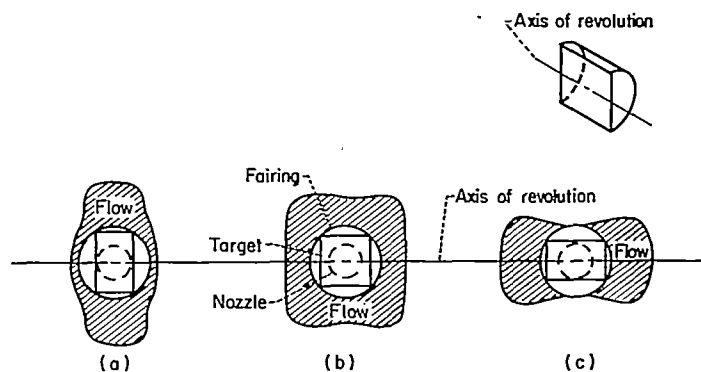 Axis of revolution
Fairing
Axis of revolution
Flow
Target
Flow
Nozzle
Flow
(a)
(b)
(c)